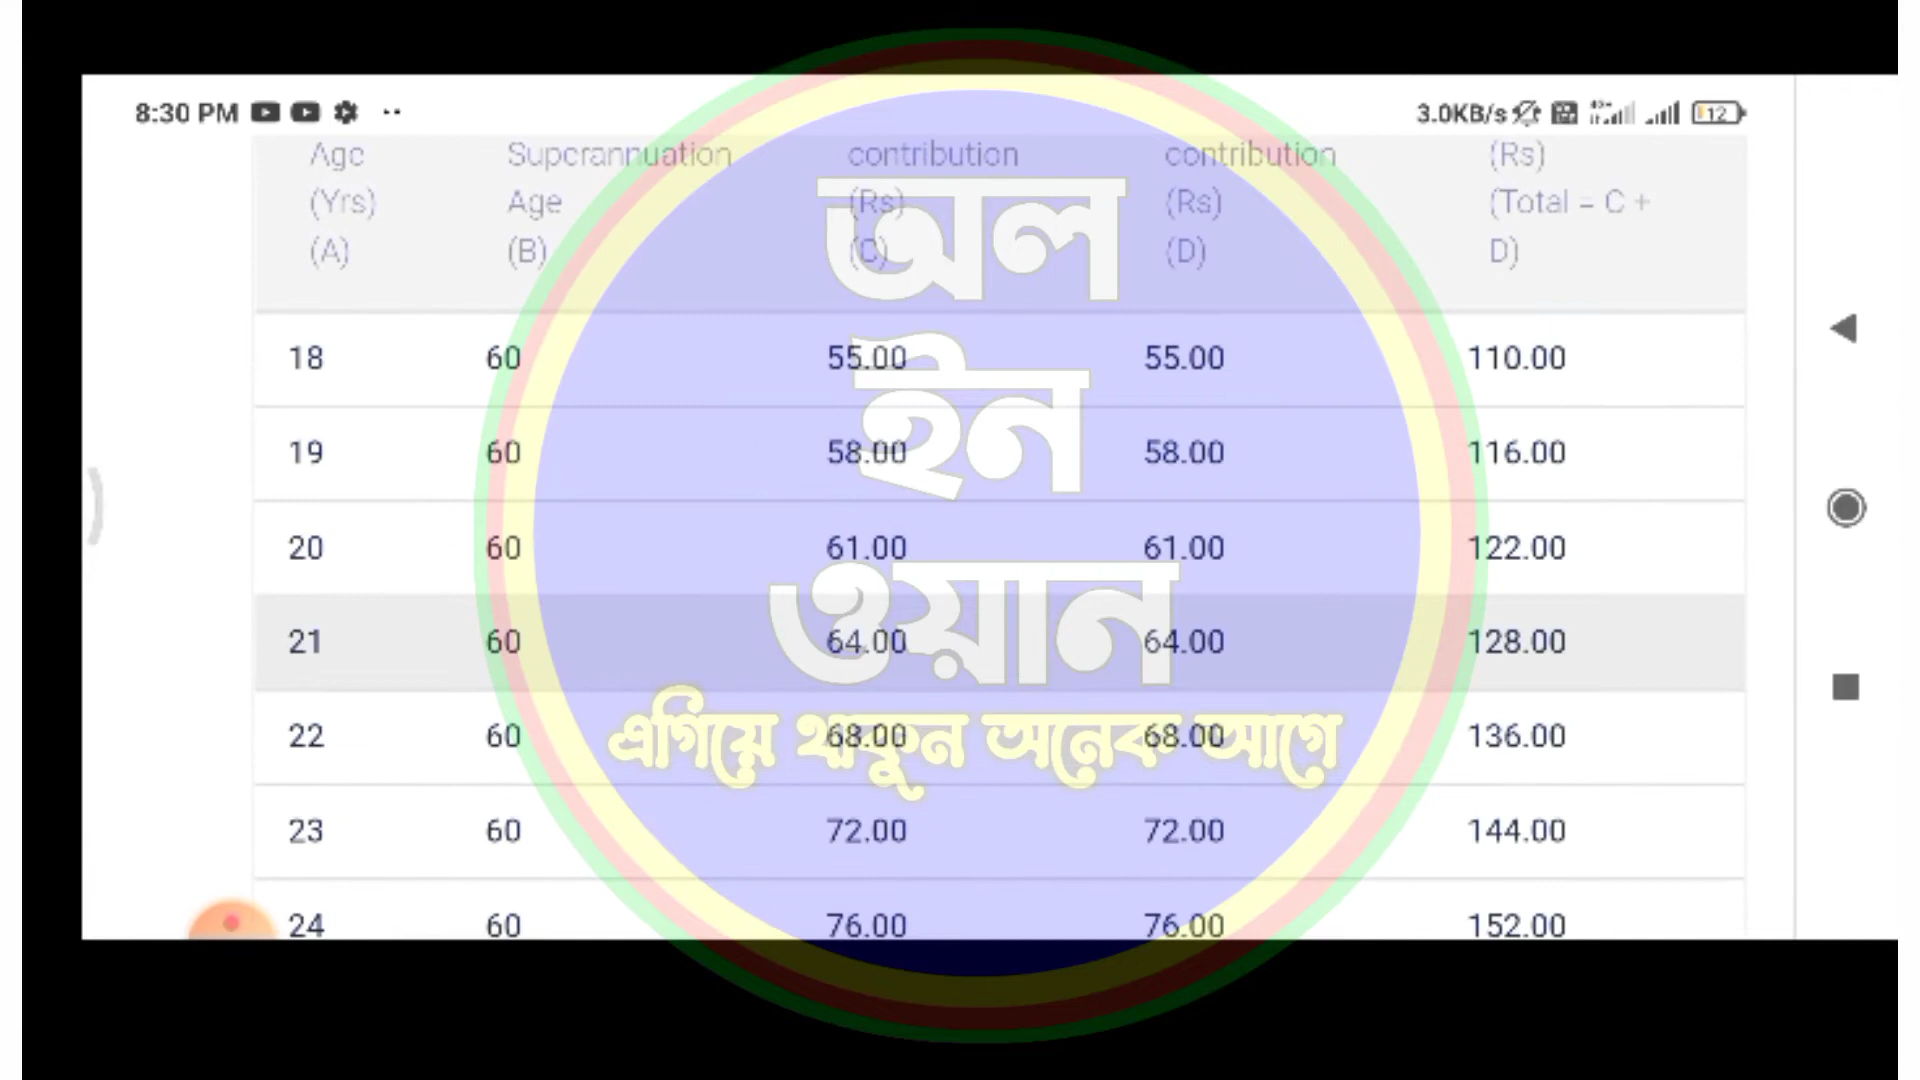 8:30 PM
3.0KB/s
12
Age Superannuation contribution contribution (Rs)
(Yrs) Age (Rs) (Rs) (Total = C +
(A) (B) (C) (D) D)
18 60 55.00 55.00 110.00
19 60 58.00 58.00 116.00
20 60 61.00 61.00 122.00
21 60 64.00 64.00 128.00
22 60 68.00 68.00 136.00
23 60 72.00 72.00 144.00
24 60 76.00 76.00 152.00
অল
ইন
ওয়ান
এগিয়ে থাকুন অনেক আগে